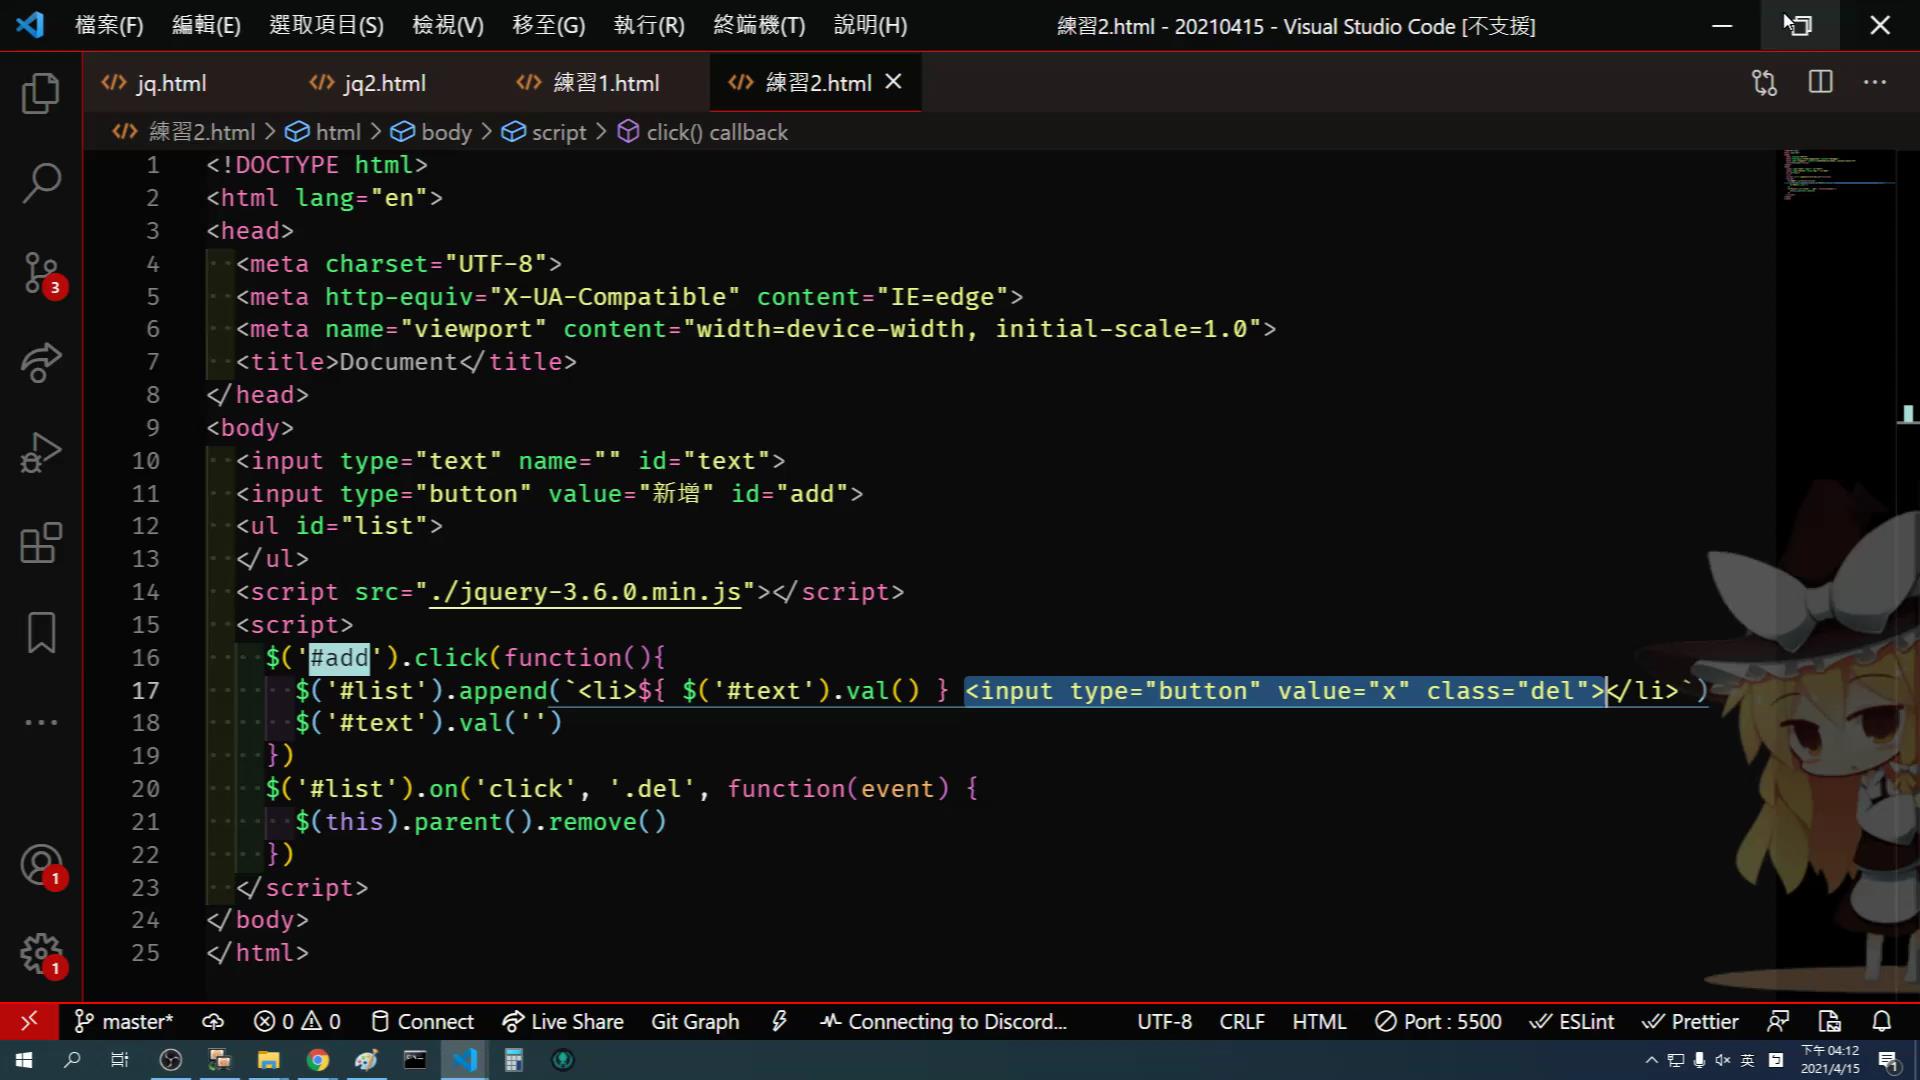 檔案(F) 編輯(E) 選取項目(S) 檢視(V) 移至(G) 執行(R) 終端機(T) 說明(H) 練習2.html - 20210415 - Visual Studio Code [不支援]
jq.html jq2.html 練習1.html 練習2.html
練習2.html > html > body > script > click() callback
1 <!DOCTYPE html>
2 <html lang="en">
3 <head>
4 <meta charset="UTF-8">
5 <meta http-equiv="X-UA-Compatible" content="IE=edge">
6 <meta name="viewport" content="width=device-width, initial-scale=1.0">
7 <title>Document</title>
8 </head>
9 <body>
10 <input type="text" name="" id="text">
11 <input type="button" value="新增" id="add">
12 <ul id="list">
13 </ul>
14 <script src="./jquery-3.6.0.min.js"></script>
15 <script>
16 $('#add').click(function(){
17 $('#list').append(`<li>${ $('#text').val() } <input type="button" value="x" class="del"></li>`)
18 $('#text').val('')
19 })
20 $('#list').on('click', '.del', function(event) {
21 $(this).parent().remove()
22 })
23 </script>
24 </body>
25 </html>
3
1
1
master* 0 0 Connect Live Share Git Graph Connecting to Discord... UTF-8 CRLF HTML Port : 5500 ESLint Prettier
英 下午 04:12
2021/4/15
1